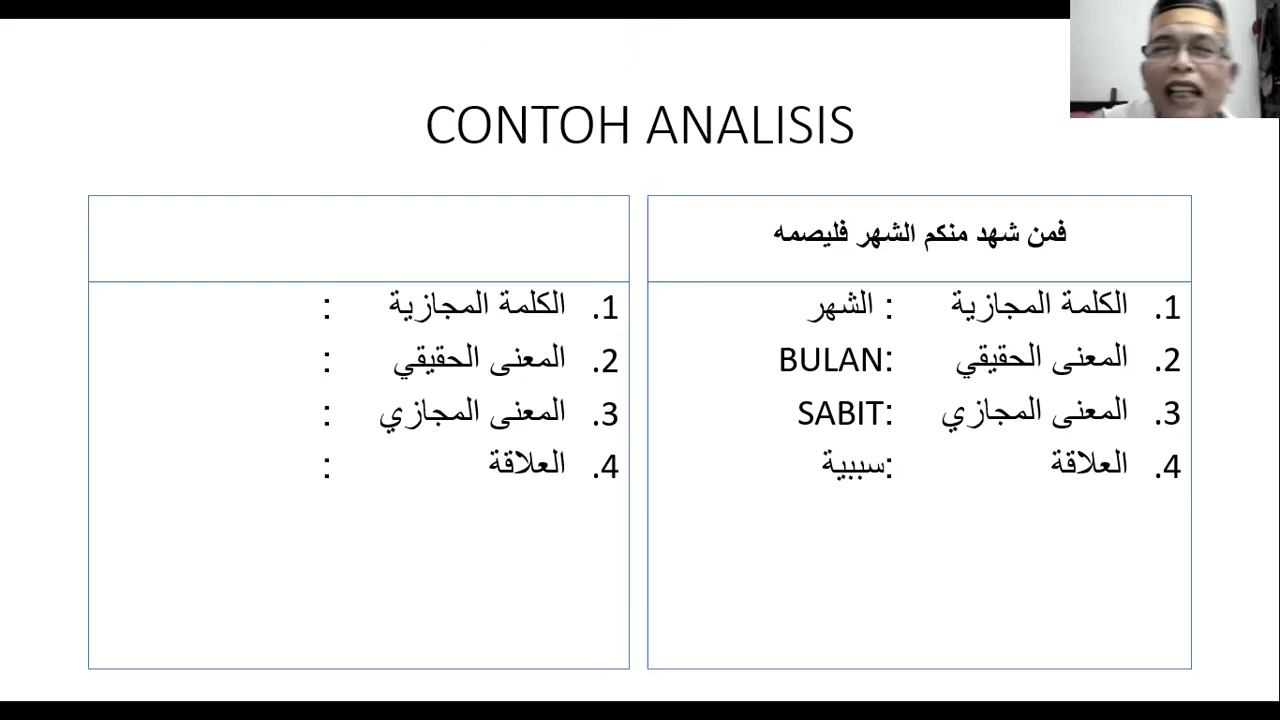 CONTOH ANALISIS
فمن شهد منكم الشهر فليصمه
1. الكلمة المجازية : الشهر
2. المعنى الحقيقي :BULAN
3. المعنى المجازي :SABIT
4. العلاقة :سببية
1. الكلمة المجازية :
2. المعنى الحقيقي :
3. المعنى المجازي :
4. العلاقة :